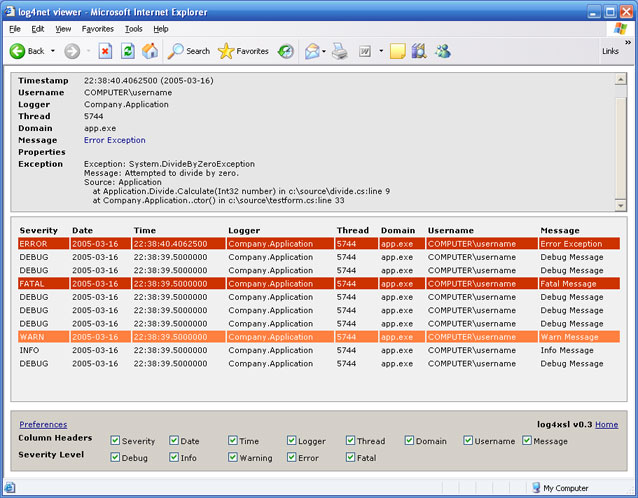 log4net viewer - Microsoft Internet Explorer
File Edit View Favorites Tools Help
Back Search Favorites Links »
Timestamp 22:38:40.4062500 (2005-03-16)
Username COMPUTER\username
Logger Company.Application
Thread 5744
Domain app.exe
Message Error Exception
Properties
Exception Exception: System.DivideByZeroException
Message: Attempted to divide by zero.
Source: Application
at Application.Divide.Calculate(Int32 number) in c:\source\divide.cs:line 9
at Company.Application..ctor() in c:\source\testform.cs:line 33
Severity Date Time Logger Thread Domain Username Message
ERROR 2005-03-16 22:38:40.4062500 Company.Application 5744 app.exe COMPUTER\username Error Exception
DEBUG 2005-03-16 22:38:39.5000000 Company.Application 5744 app.exe COMPUTER\username Debug Message
DEBUG 2005-03-16 22:38:39.5000000 Company.Application 5744 app.exe COMPUTER\username Debug Message
FATAL 2005-03-16 22:38:39.5000000 Company.Application 5744 app.exe COMPUTER\username Fatal Message
DEBUG 2005-03-16 22:38:39.5000000 Company.Application 5744 app.exe COMPUTER\username Debug Message
DEBUG 2005-03-16 22:38:39.5000000 Company.Application 5744 app.exe COMPUTER\username Debug Message
DEBUG 2005-03-16 22:38:39.5000000 Company.Application 5744 app.exe COMPUTER\username Debug Message
WARN 2005-03-16 22:38:39.5000000 Company.Application 5744 app.exe COMPUTER\username Warn Message
INFO 2005-03-16 22:38:39.5000000 Company.Application 5744 app.exe COMPUTER\username Info Message
DEBUG 2005-03-16 22:38:39.5000000 Company.Application 5744 app.exe COMPUTER\username Debug Message
Preferences log4xsl v0.3 Home
Column Headers Severity Date Time Logger Thread Domain Username Message
Severity Level Debug Info Warning Error Fatal
My Computer